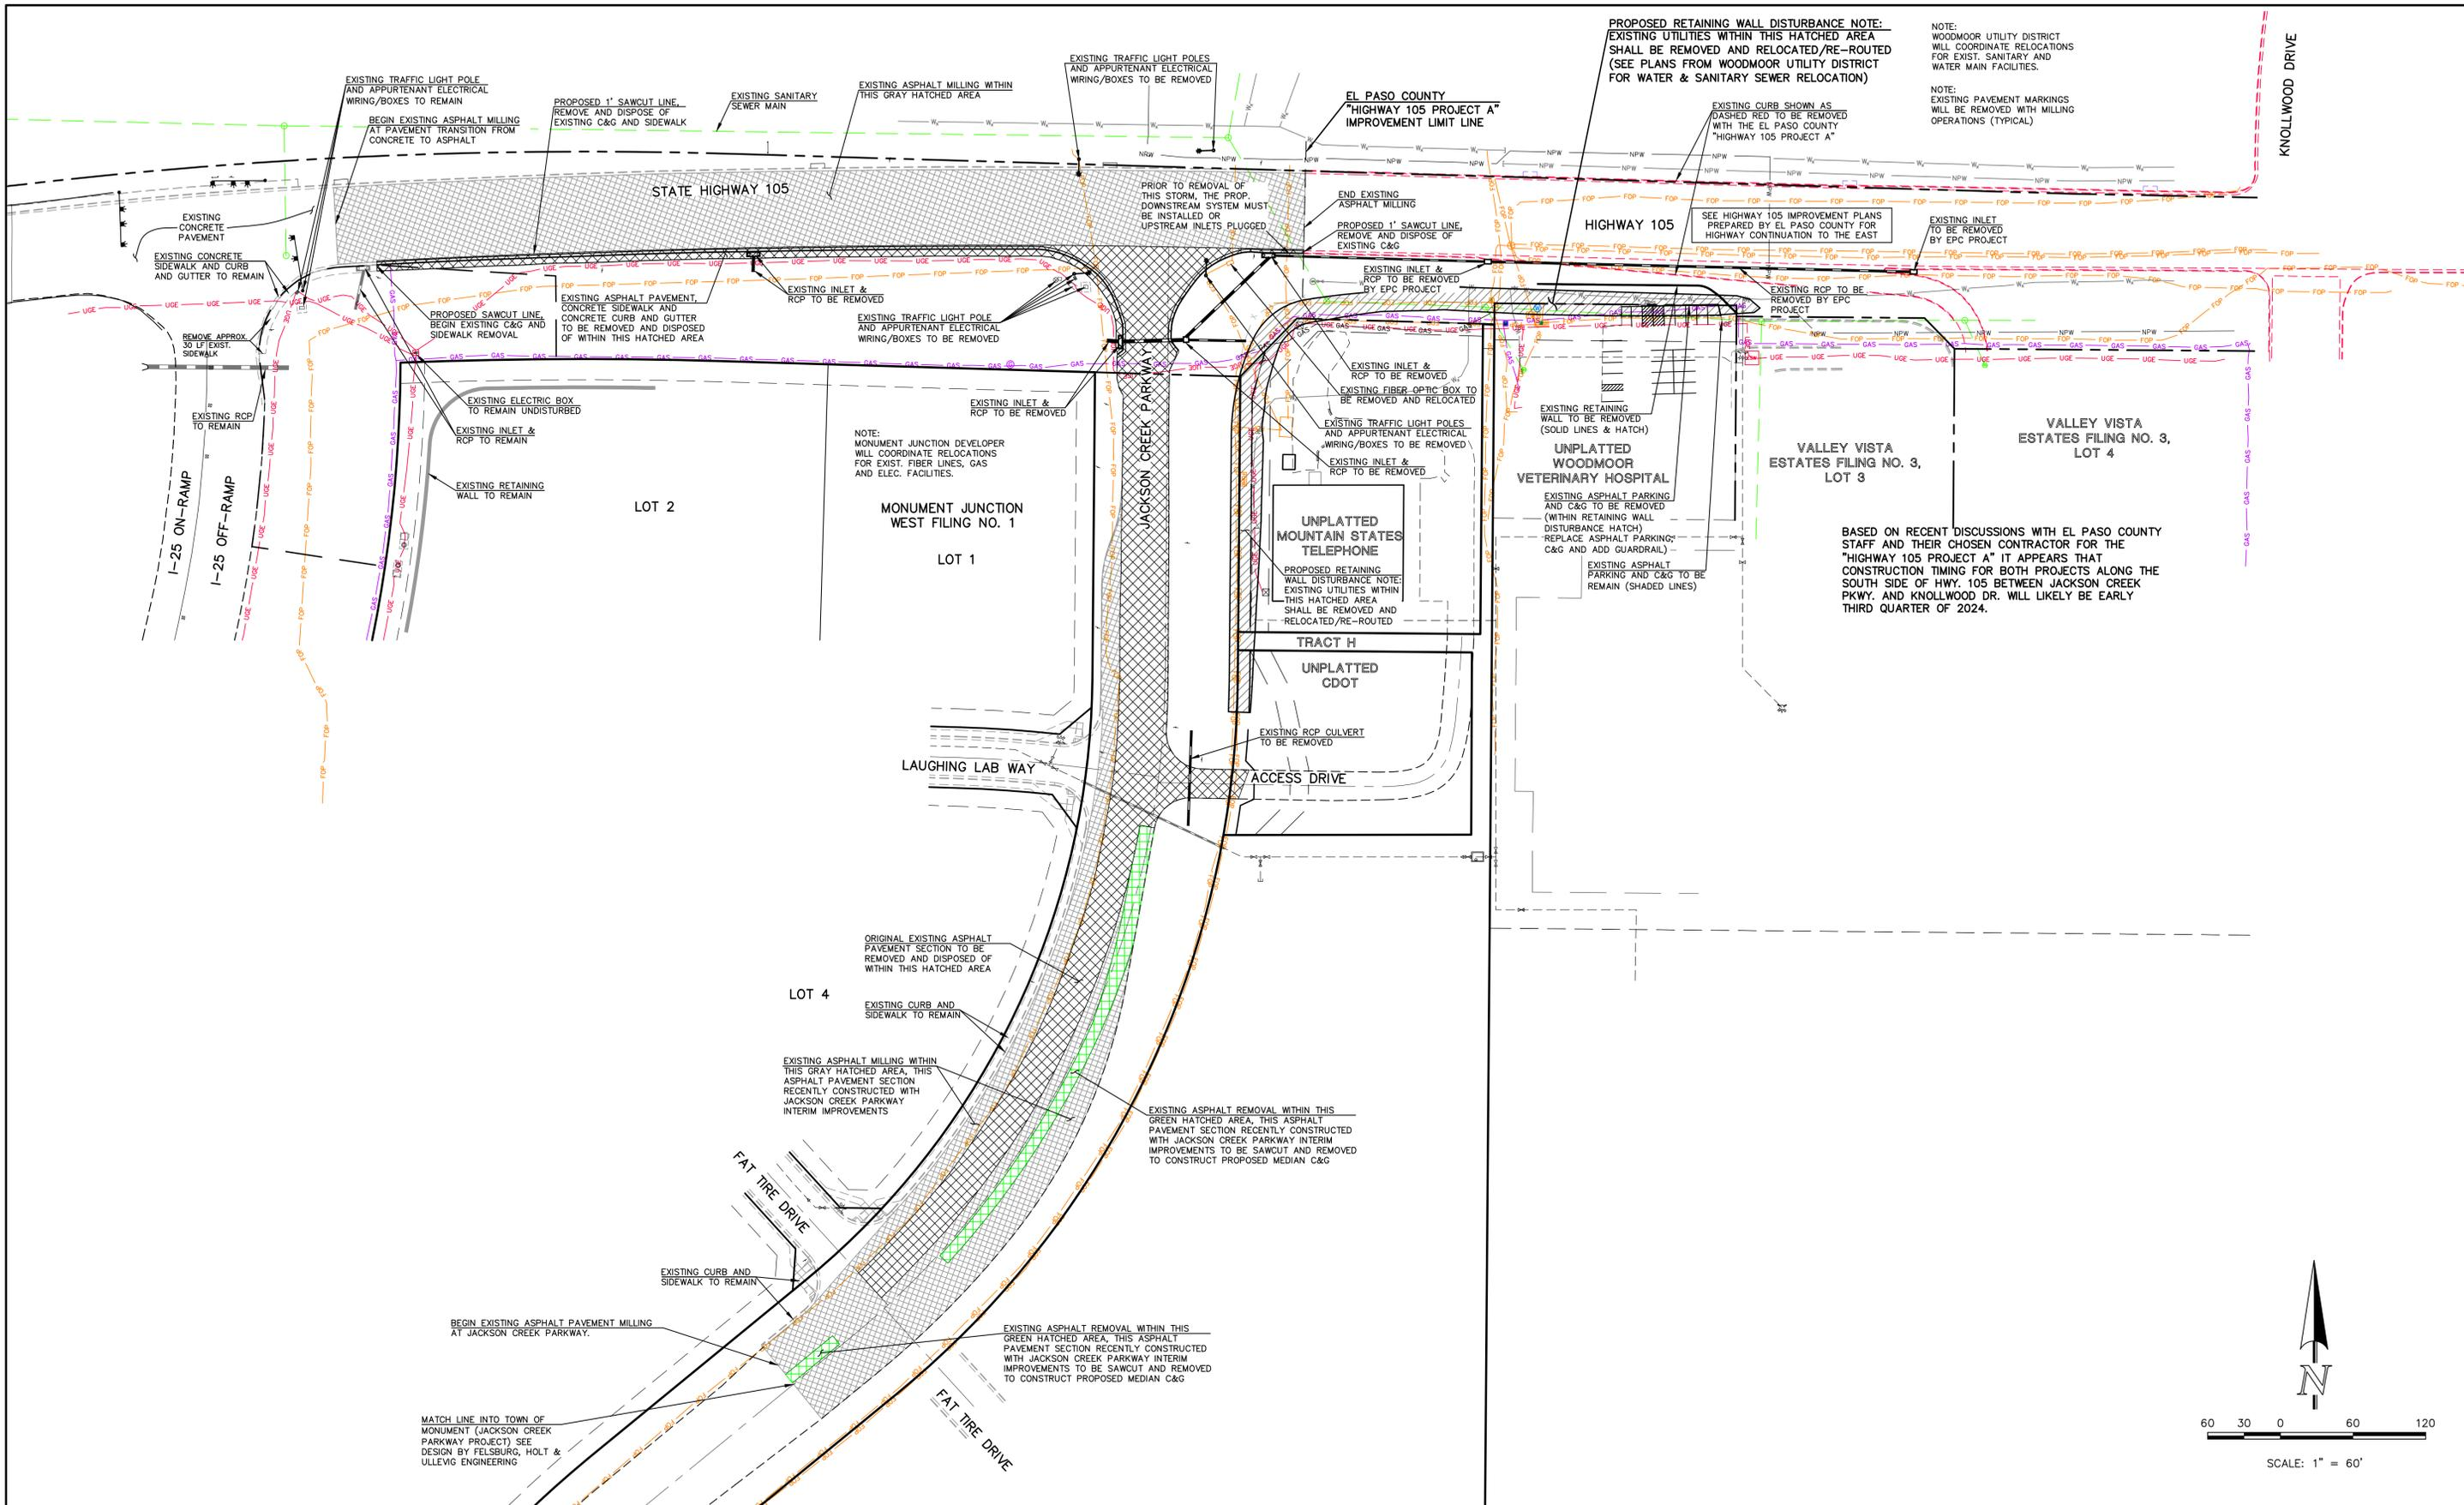 PROPOSED RETAINING WALL DISTURBANCE NOTE:
EXISTING UTILITIES WITHIN THIS HATCHED AREA
SHALL BE REMOVED AND RELOCATED/RE-ROUTED
(SEE PLANS FROM WOODMOOR UTILITY DISTRICT
FOR WATER & SANITARY SEWER RELOCATION)
NOTE:
WOODMOOR UTILITY DISTRICT
WILL COORDINATE RELOCATIONS
FOR EXIST. SANITARY AND
WATER MAIN FACILITIES.
NOTE:
EXISTING PAVEMENT MARKINGS
WILL BE REMOVED WITH MILLING
OPERATIONS (TYPICAL)
KNOLLWOOD DRIVE
EXISTING TRAFFIC LIGHT POLE
AND APPURTENANT ELECTRICAL
WIRING/BOXES TO REMAIN
BEGIN EXISTING ASPHALT MILLING
AT PAVEMENT TRANSITION FROM
CONCRETE TO ASPHALT
PROPOSED 1' SAWCUT LINE,
REMOVE AND DISPOSE OF
EXISTING C&G AND SIDEWALK
EXISTING SANITARY
SEWER MAIN
EXISTING ASPHALT MILLING WITHIN
THIS GRAY HATCHED AREA
EXISTING TRAFFIC LIGHT POLES
AND APPURTENANT ELECTRICAL
WIRING/BOXES TO BE REMOVED
EL PASO COUNTY
"HIGHWAY 105 PROJECT A"
IMPROVEMENT LIMIT LINE
EXISTING CURB SHOWN AS
DASHED RED TO BE REMOVED
WITH THE EL PASO COUNTY
"HIGHWAY 105 PROJECT A"
STATE HIGHWAY 105
EXISTING
CONCRETE
PAVEMENT
EXISTING CONCRETE
SIDEWALK AND CURB
AND GUTTER TO REMAIN
PRIOR TO REMOVAL OF
THIS STORM, THE PROP.
DOWNSTREAM SYSTEM MUST
BE INSTALLED OR
UPSTREAM INLETS PLUGGED
END EXISTING
ASPHALT MILLING
PROPOSED 1' SAWCUT LINE,
REMOVE AND DISPOSE OF
EXISTING C&G
HIGHWAY 105
SEE HIGHWAY 105 IMPROVEMENT PLANS
PREPARED BY EL PASO COUNTY FOR
HIGHWAY CONTINUATION TO THE EAST
EXISTING INLET
TO BE REMOVED
BY EPC PROJECT
EXISTING INLET &
RCP TO BE REMOVED
BY EPC PROJECT
EXISTING RCP TO BE
REMOVED BY EPC
PROJECT
REMOVE APPROX.
30 LF EXIST.
SIDEWALK
PROPOSED SAWCUT LINE,
BEGIN EXISTING C&G AND
SIDEWALK REMOVAL
EXISTING ASPHALT PAVEMENT,
CONCRETE SIDEWALK AND
CONCRETE CURB AND GUTTER
TO BE REMOVED AND DISPOSED
OF WITHIN THIS HATCHED AREA
EXISTING INLET &
RCP TO BE REMOVED
EXISTING TRAFFIC LIGHT POLE
AND APPURTENANT ELECTRICAL
WIRING/BOXES TO BE REMOVED
EXISTING RCP
TO REMAIN
EXISTING ELECTRIC BOX
TO REMAIN UNDISTURBED
EXISTING INLET &
RCP TO REMAIN
EXISTING RETAINING
WALL TO REMAIN
EXISTING INLET &
RCP TO BE REMOVED
NOTE:
MONUMENT JUNCTION DEVELOPER
WILL COORDINATE RELOCATIONS
FOR EXIST. FIBER LINES, GAS
AND ELEC. FACILITIES.
I-25 ON-RAMP
I-25 OFF-RAMP
LOT 2
MONUMENT JUNCTION
WEST FILING NO. 1
LOT 1
JACKSON CREEK PARKWAY
EXISTING INLET &
RCP TO BE REMOVED
EXISTING FIBER OPTIC BOX TO
BE REMOVED AND RELOCATED
EXISTING TRAFFIC LIGHT POLES
AND APPURTENANT ELECTRICAL
WIRING/BOXES TO BE REMOVED
EXISTING INLET &
RCP TO BE REMOVED
EXISTING RETAINING
WALL TO BE REMOVED
(SOLID LINES & HATCH)
UNPLATTED
WOODMOOR
VETERINARY HOSPITAL
EXISTING ASPHALT PARKING
AND C&G TO BE REMOVED
(WITHIN RETAINING WALL
DISTURBANCE HATCH)
REPLACE ASPHALT PARKING,
C&G AND ADD GUARDRAIL)
EXISTING ASPHALT
PARKING AND C&G TO BE
REMAIN (SHADED LINES)
VALLEY VISTA
ESTATES FILING NO. 3,
LOT 3
VALLEY VISTA
ESTATES FILING NO. 3,
LOT 4
BASED ON RECENT DISCUSSIONS WITH EL PASO COUNTY
STAFF AND THEIR CHOSEN CONTRACTOR FOR THE
"HIGHWAY 105 PROJECT A" IT APPEARS THAT
CONSTRUCTION TIMING FOR BOTH PROJECTS ALONG THE
SOUTH SIDE OF HWY. 105 BETWEEN JACKSON CREEK
PKWY. AND KNOLLWOOD DR. WILL LIKELY BE EARLY
THIRD QUARTER OF 2024.
UNPLATTED
MOUNTAIN STATES
TELEPHONE
PROPOSED RETAINING
WALL DISTURBANCE NOTE:
EXISTING UTILITIES WITHIN
THIS HATCHED AREA
SHALL BE REMOVED AND
RELOCATED/RE-ROUTED
TRACT H
UNPLATTED
CDOT
EXISTING RCP CULVERT
TO BE REMOVED
LAUGHING LAB WAY
ACCESS DRIVE
ORIGINAL EXISTING ASPHALT
PAVEMENT SECTION TO BE
REMOVED AND DISPOSED OF
WITHIN THIS HATCHED AREA
LOT 4
EXISTING CURB AND
SIDEWALK TO REMAIN
EXISTING ASPHALT MILLING WITHIN
THIS GRAY HATCHED AREA, THIS
ASPHALT PAVEMENT SECTION
RECENTLY CONSTRUCTED WITH
JACKSON CREEK PARKWAY
INTERIM IMPROVEMENTS
EXISTING ASPHALT REMOVAL WITHIN THIS
GREEN HATCHED AREA, THIS ASPHALT
PAVEMENT SECTION RECENTLY CONSTRUCTED
WITH JACKSON CREEK PARKWAY INTERIM
IMPROVEMENTS TO BE SAWCUT AND REMOVED
TO CONSTRUCT PROPOSED MEDIAN C&G
FAT TIRE DRIVE
EXISTING CURB AND
SIDEWALK TO REMAIN
BEGIN EXISTING ASPHALT PAVEMENT MILLING
AT JACKSON CREEK PARKWAY.
EXISTING ASPHALT REMOVAL WITHIN THIS
GREEN HATCHED AREA, THIS ASPHALT
PAVEMENT SECTION RECENTLY CONSTRUCTED
WITH JACKSON CREEK PARKWAY INTERIM
IMPROVEMENTS TO BE SAWCUT AND REMOVED
TO CONSTRUCT PROPOSED MEDIAN C&G
FAT TIRE DRIVE
MATCH LINE INTO TOWN OF
MONUMENT (JACKSON CREEK
PARKWAY PROJECT) SEE
DESIGN BY FELSBURG, HOLT &
ULLEVIG ENGINEERING
N
60 30 0 60 120
SCALE: 1" = 60'